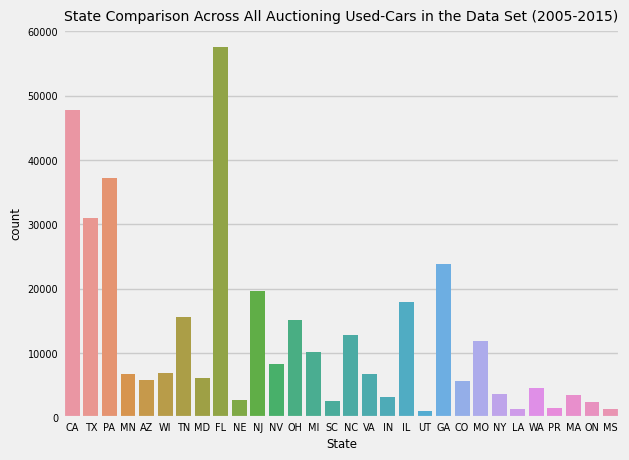 State Comparison Across All Auctioning Used-Cars in the Data Set (2005-2015)
60000
50000
40000
30000
20000
10000
0
count
CA TX PA MN AZ WI TN MD FL NE NJ NV OH MI SC NC VA IN IL UT GA CO MO NY LA WA PR MA ON MS
State